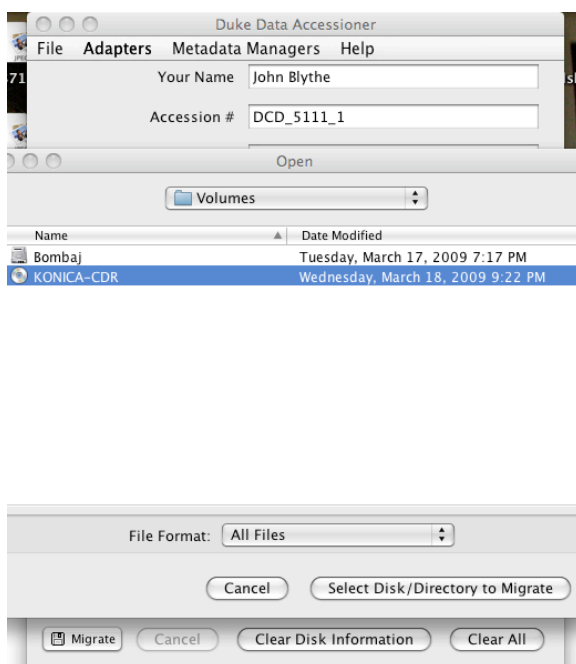 Duke Data Accessioner
File Adapters Metadata Managers Help
Your Name John Blythe
Accession # DCD_5111_1
Open
Volumes
Name Date Modified
Bombaj Tuesday, March 17, 2009 7:17 PM
KONICA-CDR Wednesday, March 18, 2009 9:22 PM
File Format: All Files
Cancel Select Disk/Directory to Migrate
Migrate Cancel Clear Disk Information Clear All